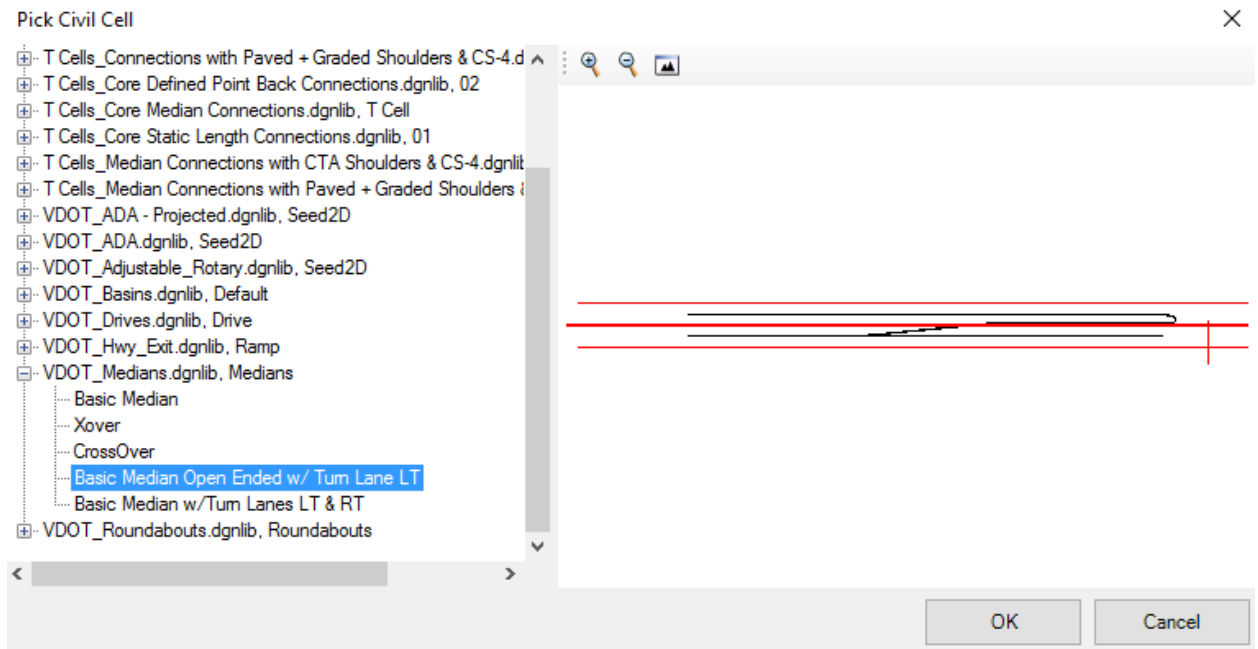 Pick Civil Cell
T Cells_Connections with Paved + Graded Shoulders & CS-4.d
T Cells_Core Defined Point Back Connections.dgnlib, 02
T Cells_Core Median Connections.dgnlib, T Cell
T Cells_Core Static Length Connections.dgnlib, 01
T Cells_Median Connections with CTA Shoulders & CS-4.dgnlib
T Cells_Median Connections with Paved + Graded Shoulders &
VDOT_ADA - Projected.dgnlib, Seed2D
VDOT_ADA.dgnlib, Seed2D
VDOT_Adjustable_Rotary.dgnlib, Seed2D
VDOT_Basins.dgnlib, Default
VDOT_Drives.dgnlib, Drive
VDOT_Hwy_Exit.dgnlib, Ramp
VDOT_Medians.dgnlib, Medians
Basic Median
Xover
CrossOver
Basic Median Open Ended w/ Turn Lane LT
Basic Median w/Turn Lanes LT & RT
VDOT_Roundabouts.dgnlib, Roundabouts
OK
Cancel